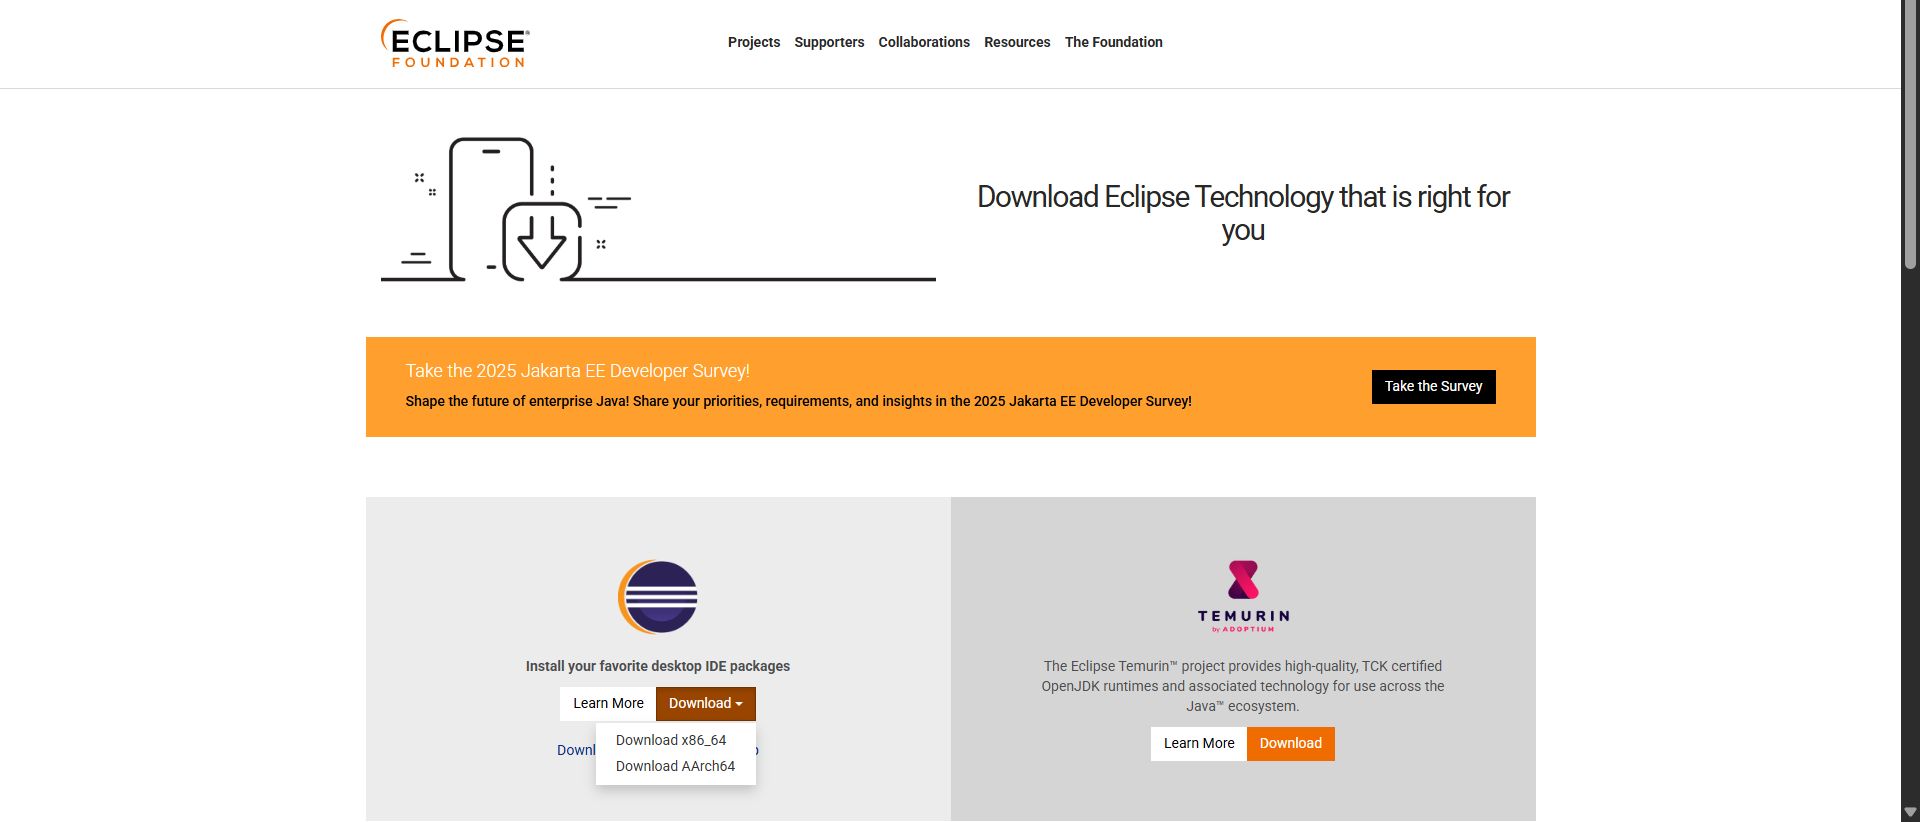 ECLIPSE®
FOUNDATION
Projects Supporters Collaborations Resources The Foundation
Download Eclipse Technology that is right for
you
Take the 2025 Jakarta EE Developer Survey!
Shape the future of enterprise Java! Share your priorities, requirements, and insights in the 2025 Jakarta EE Developer Survey!
Take the Survey
Install your favorite desktop IDE packages
Learn More Download
Download x86_64
Download AArch64
TEMURIN
by ADOPTIUM
The Eclipse Temurin™ project provides high-quality, TCK certified
OpenJDK runtimes and associated technology for use across the
Java™ ecosystem.
Learn More Download